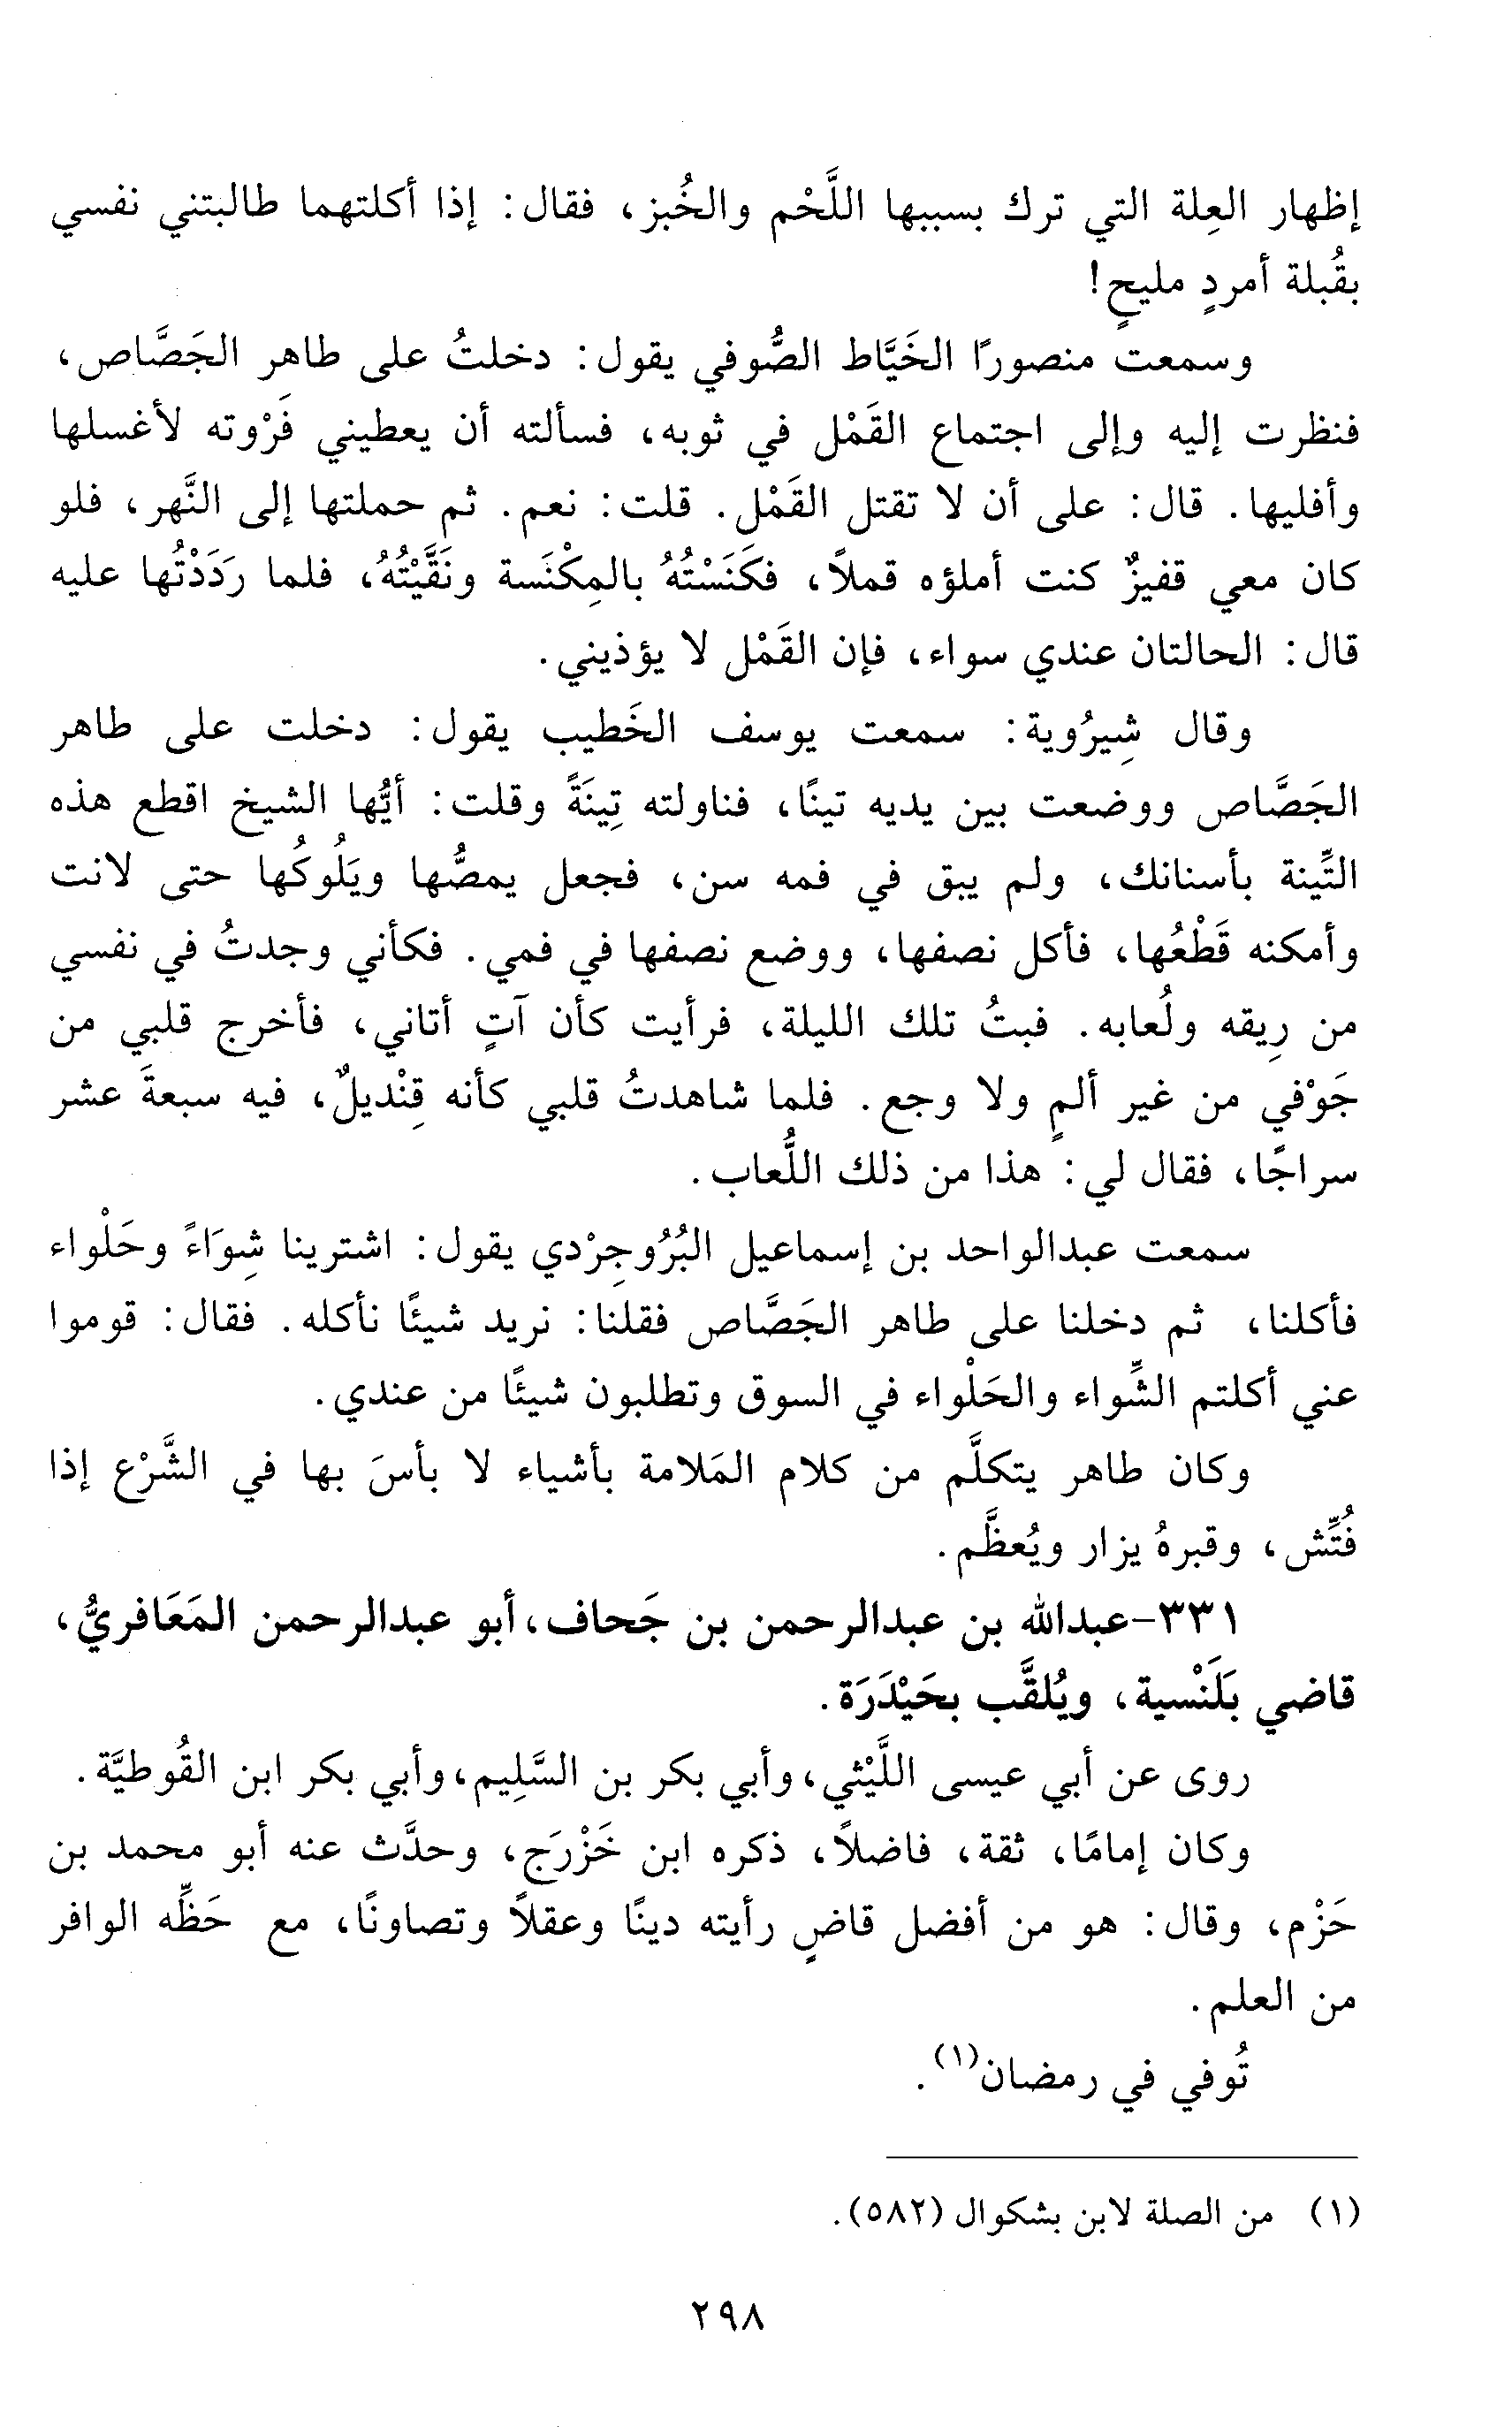 إظهار العِلة التي ترك بسببها اللَّحْم والخُبز، فقال: إذا أكلتهما طالبتني نفسي
بقُبلة أمردٍ مليحٍ!
وسمعت منصورًا الخَيَّاط الصُّوفي يقول: دخلتُ على طاهر الجَصَّاص،
فنظرت إليه وإلى اجتماع القَمْل في ثوبه، فسألته أن يعطيني فَرْوته لأغسلها
وأفليها. قال: على أن لا تقتل القَمْل. قلت: نعم. ثم حملتها إلى النَّهر، فلو
كان معي قفيزٌ كنت أملؤه قملاً، فكَنَسْتُهُ بالمِكْنَسة ونَقَّيْتُهُ، فلما رَدَدْتُها عليه
قال: الحالتان عندي سواء، فإن القَمْل لا يؤذيني.
وقال شِيرُوية: سمعت يوسف الخَطيب يقول: دخلت على طاهر
الجَصَّاص ووضعت بين يديه تينًا، فناولته تِينَةً وقلت: أيُّها الشيخ اقطع هذه
التِّينة بأسنانك، ولم يبق في فمه سن، فجعل يمصُّها ويَلُوكُها حتى لانت
وأمكنه قَطْعُها، فأكل نصفها، ووضع نصفها في فمي. فكأني وجدتُ في نفسي
من رِيقه ولُعابه. فبتُ تلك الليلة، فرأيت كأن آتٍ أتاني، فأخرج قلبي من
جَوْفي من غير ألمٍ ولا وجع. فلما شاهدتُ قلبي كأنه قِنْديلٌ، فيه سبعةَ عشر
سراجًا، فقال لي: هذا من ذلك اللُّعاب.
سمعت عبدالواحد بن إسماعيل البُرُوجِرْدي يقول: اشترينا شِوَاءً وحَلْواء
فأكلنا، ثم دخلنا على طاهر الجَصَّاص فقلنا: نريد شيئًا نأكله. فقال: قوموا
عني أكلتم الشِّواء والحَلْواء في السوق وتطلبون شيئًا من عندي.
وكان طاهر يتكلَّم من كلام المَلامة بأشياء لا بأسَ بها في الشَّرْع إذا
فُتِّش، وقبرهُ يزار ويُعظَّم.
٣٣١-عبدالله بن عبدالرحمن بن جَحاف، أبو عبدالرحمن المَعَافريُّ،
قاضي بَلَنْسية، ويُلقَّب بحَيْدَرَة.
روى عن أبي عيسى اللَّيْثي، وأبي بكر بن السَّلِيم، وأبي بكر ابن القُوطيَّة.
وكان إمامًا، ثقة، فاضلاً، ذكره ابن خَزْرَج، وحدَّث عنه أبو محمد بن
حَزْم، وقال: هو من أفضل قاضٍ رأيته دينًا وعقلاً وتصاونًا، مع حَظِّه الوافر
من العلم.
تُوفي في رمضان(١).
(١) من الصلة لابن بشكوال (٥٨٢).
٢٩٨